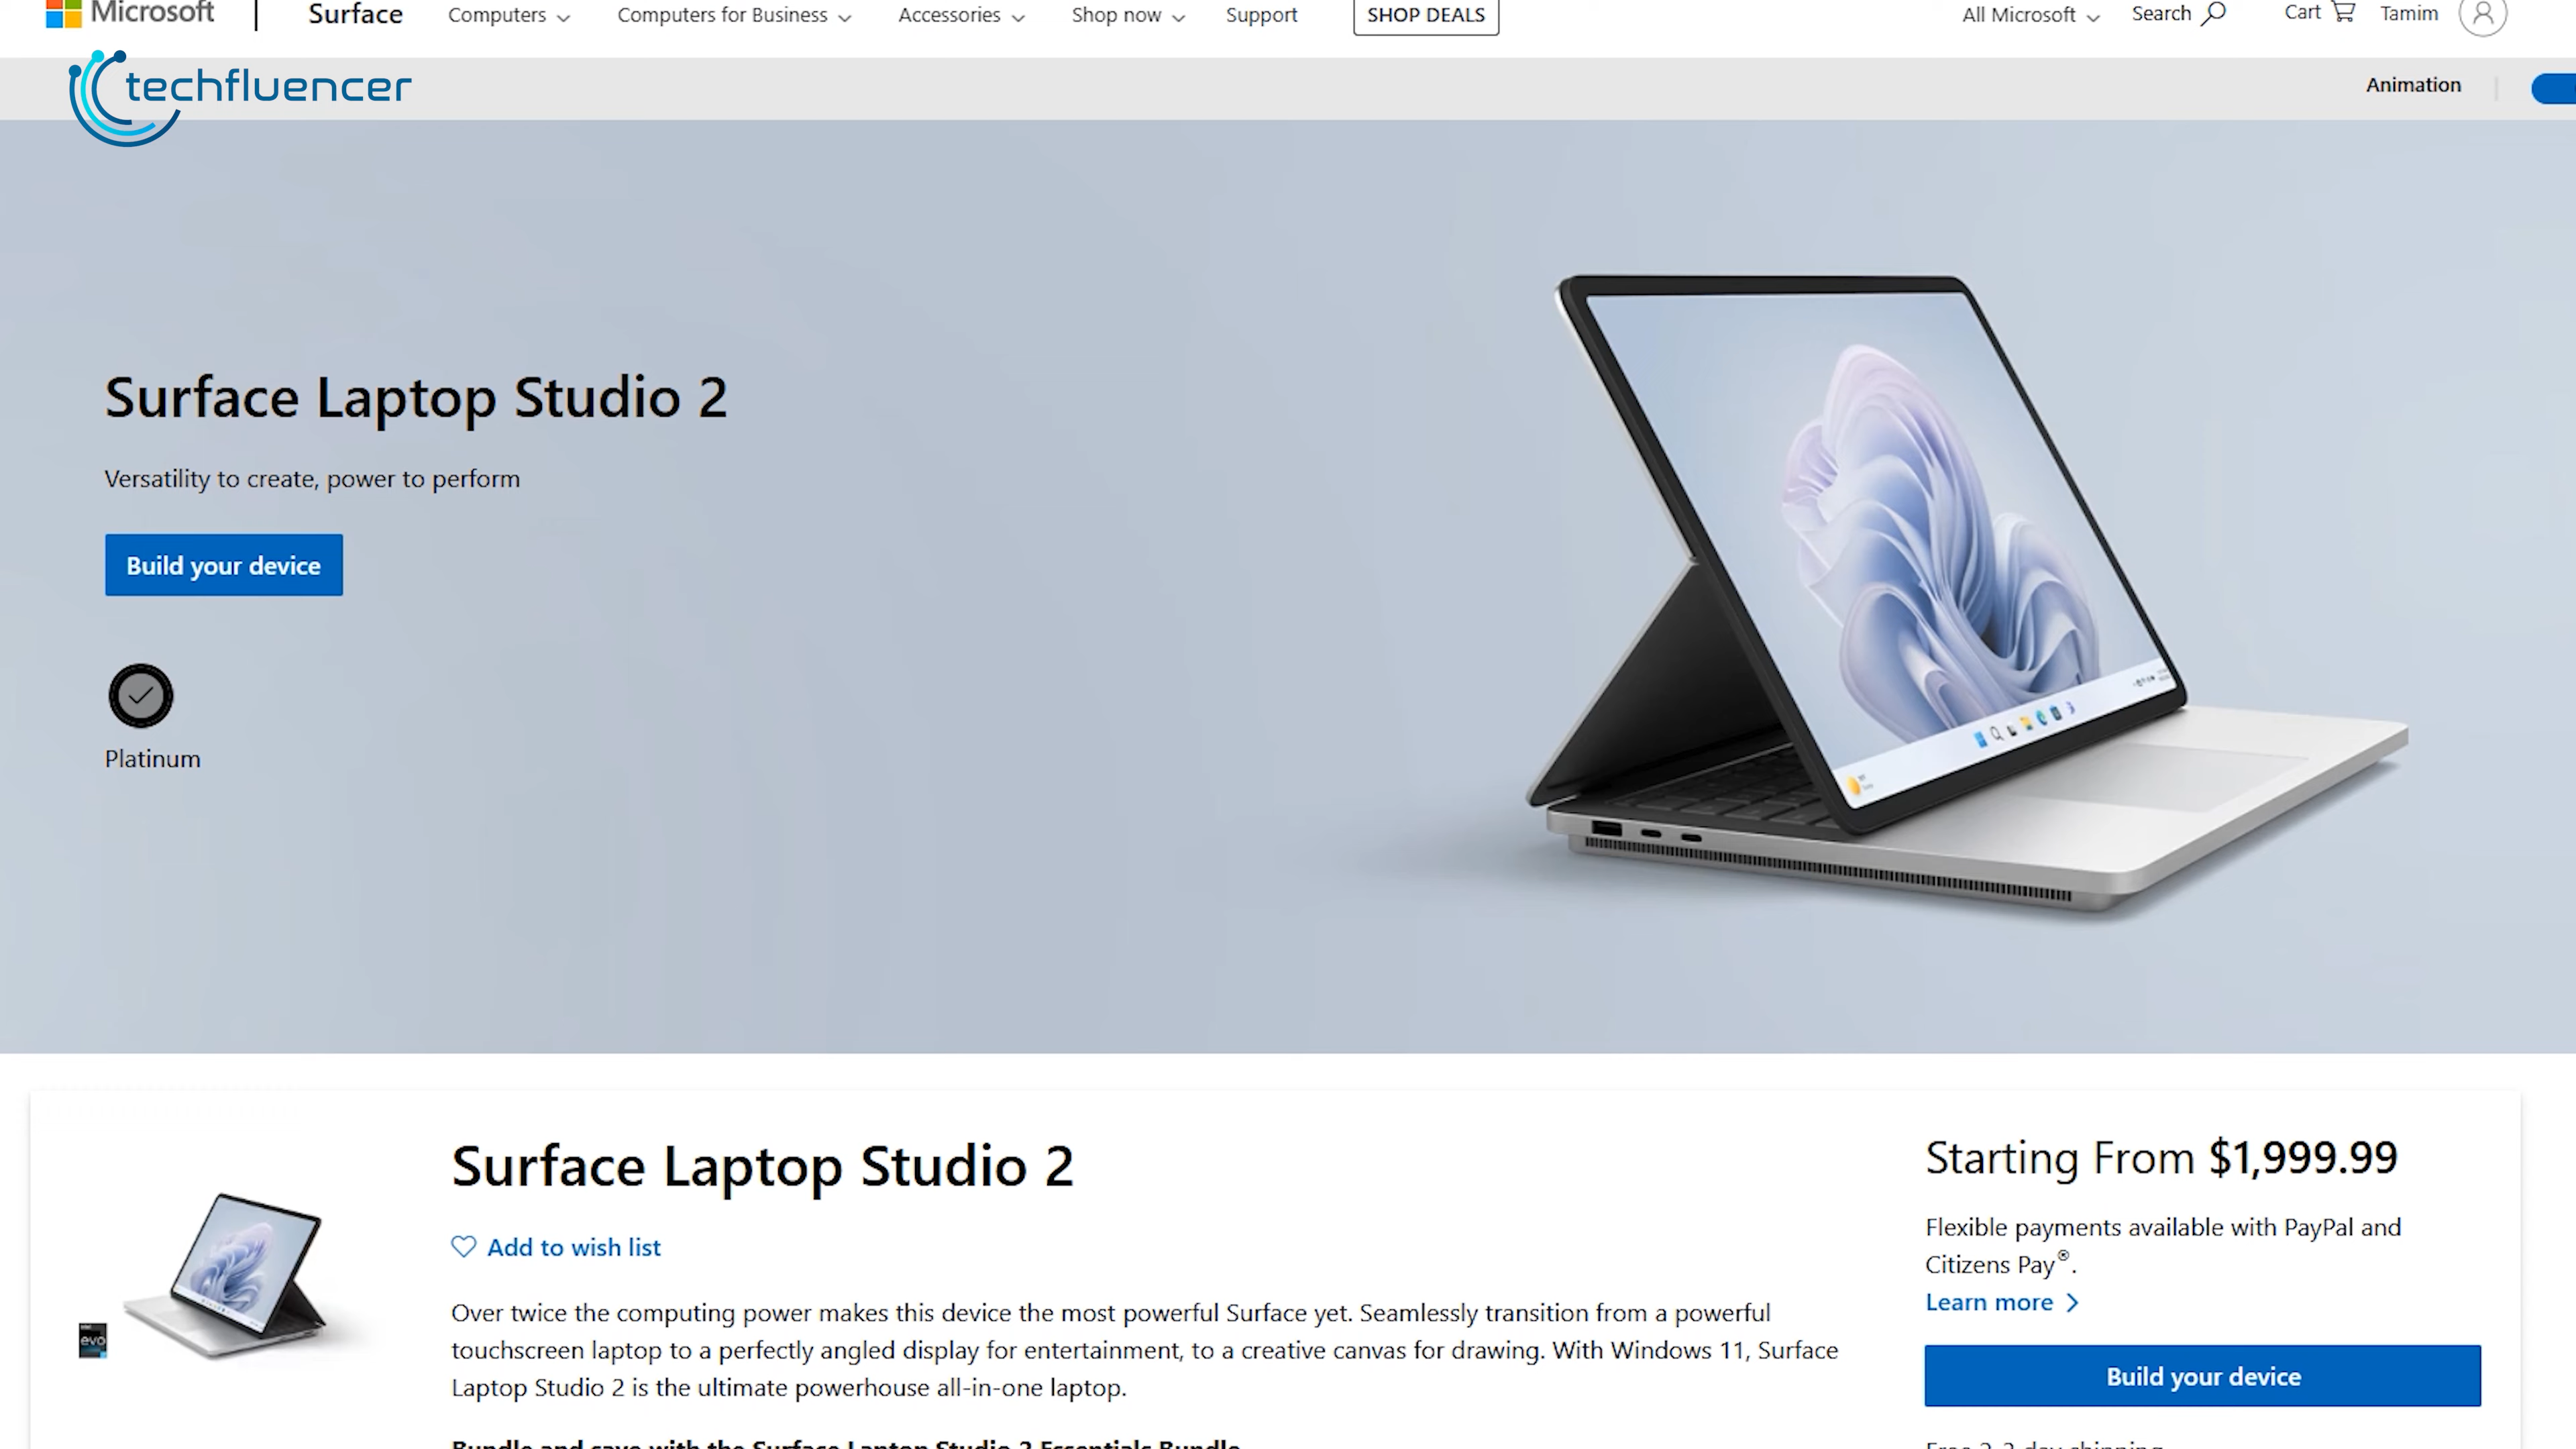 Microsoft
Surface
Computers
Computers for Business
Accessories
Shop now
Support
SHOP DEALS
All Microsoft
Search
Cart
Tamim
techfluencer
Animation
Surface Laptop Studio 2
Versatility to create, power to perform
Build your device
Platinum
Surface Laptop Studio 2
Add to wish list
Over twice the computing power makes this device the most powerful Surface yet. Seamlessly transition from a powerful
touchscreen laptop to a perfectly angled display for entertainment, to a creative canvas for drawing. With Windows 11, Surface
Laptop Studio 2 is the ultimate powerhouse all-in-one laptop.
Bundle and save with the Surface Laptop Studio 2 Essentials Bundle
evo
Starting From $1,999.99
Flexible payments available with PayPal and
Citizens Pay®.
Learn more
Build your device
Free 2-3 day shipping